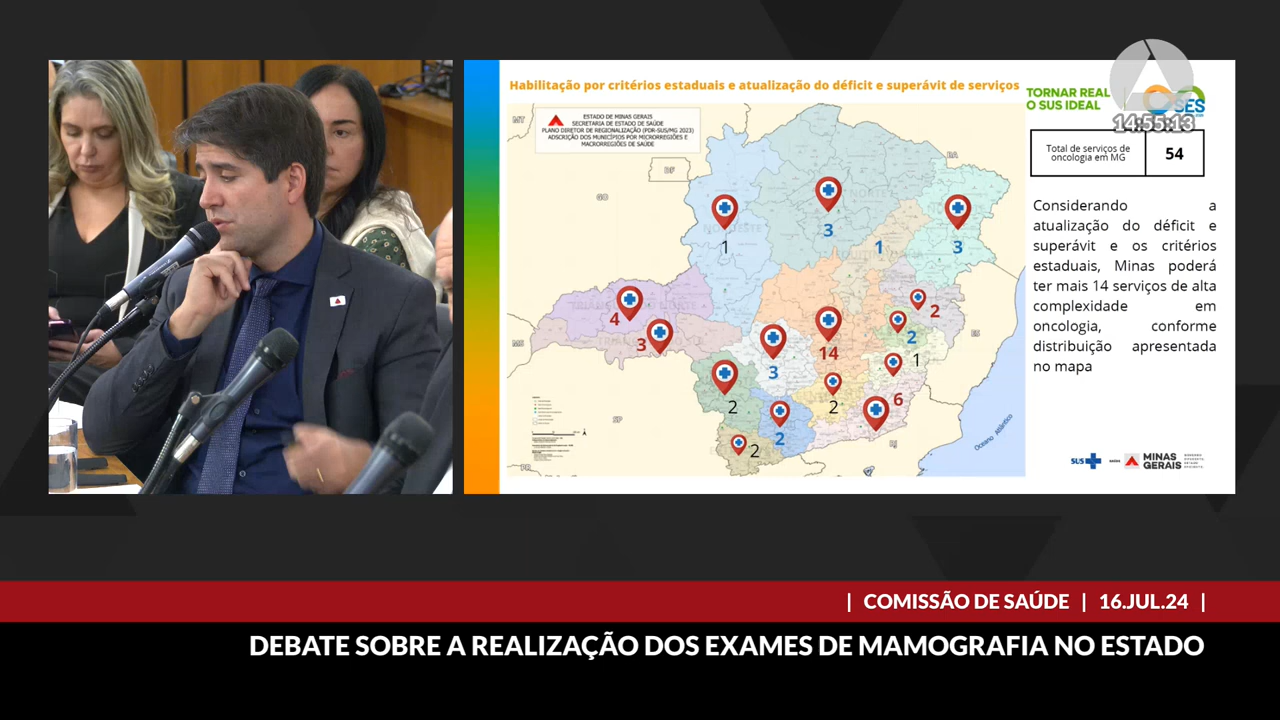 Habilitação por critérios estaduais e atualização do déficit e superávit de serviços
TORNAR REAL
O SUS IDEAL
SES
14:55:13
ESTADO DE MINAS GERAIS
SECRETARIA DE ESTADO DE SAÚDE
PLANO DIRETOR DE REGIONALIZAÇÃO (PDR-SUS/MG 2023)
ADSCRIÇÃO DOS MUNICÍPIOS POR MICRORREGIÕES E
MACRORREGIÕES DE SAÚDE
Total de serviços de
oncologia em MG
54
MT
DF
BA
GO
1
3
1
3
4
3
14
3
2
2
1
ES
MS
2
2
2
6
2
SP
RJ
PR
Oceano Atlântico
Considerando a
atualização do déficit e
superávit e os critérios
estaduais, Minas poderá
ter mais 14 serviços de alta
complexidade em
oncologia, conforme
distribuição apresentada
no mapa
SUS
MINAS
GERAIS
| COMISSÃO DE SAÚDE | 16.JUL.24 |
DEBATE SOBRE A REALIZAÇÃO DOS EXAMES DE MAMOGRAFIA NO ESTADO